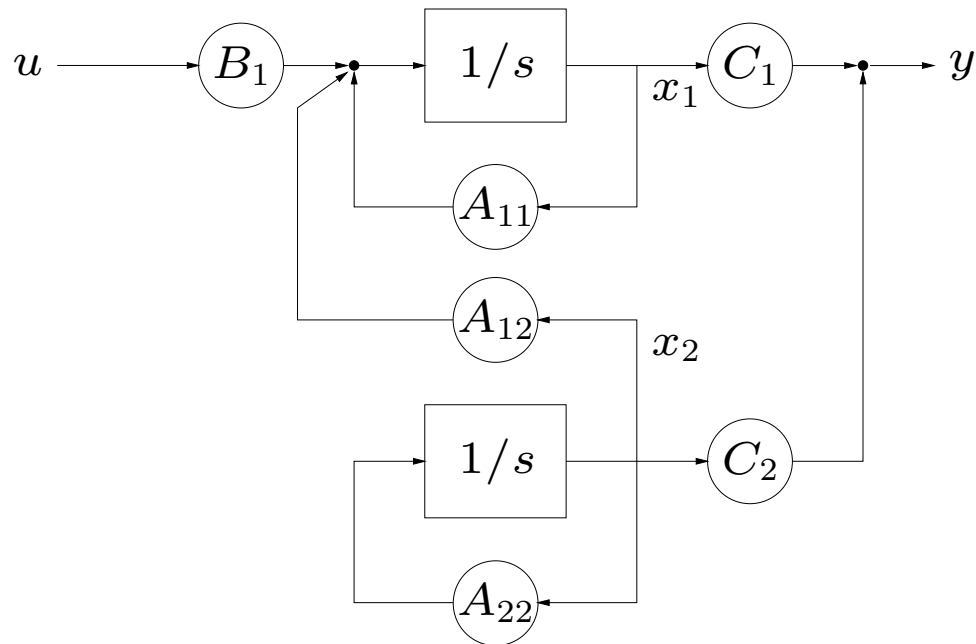 u B₁ 1/s C₁ y
x₁
A₁₁
A₁₂ x₂
1/s C₂
A₂₂